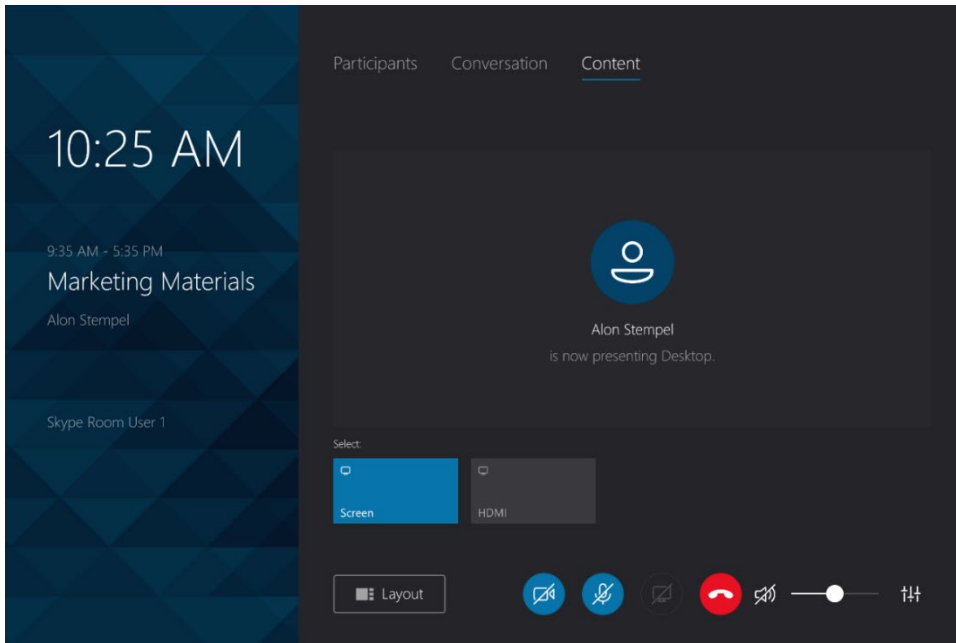 10:25 AM
9:35 AM - 5:35 PM
Marketing Materials
Alon Stempel
Skype Room User 1
Participants Conversation Content
Alon Stempel
is now presenting Desktop.
Select:
Screen HDMI
Layout